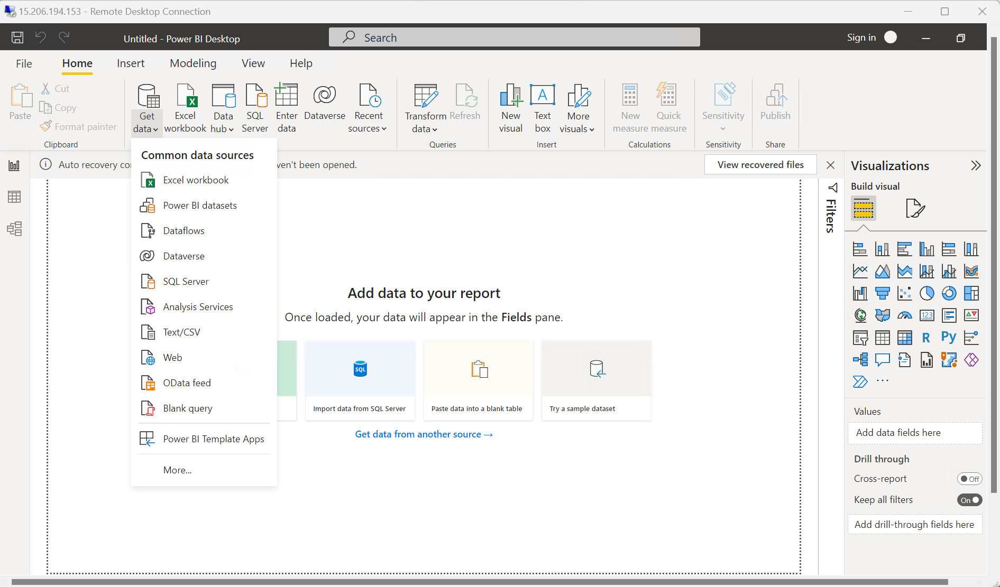 15.206.194.153 - Remote Desktop Connection
Untitled - Power BI Desktop
Search
Sign in
File
Home
Insert
Modeling
View
Help
Paste
Cut
Copy
Format painter
Clipboard
Get data
Excel workbook
Data hub
SQL Server
Enter data
Dataverse
Recent sources
Transform data
Refresh
Queries
New visual
Text box
More visuals
Insert
New measure
Quick measure
Calculations
Sensitivity
Sensitivity
Publish
Share
Auto recovery
ven't been opened.
View recovered files
Common data sources
Excel workbook
Power BI datasets
Dataflows
Dataverse
SQL Server
Analysis Services
Text/CSV
Web
OData feed
Blank query
Power BI Template Apps
More...
Add data to your report
Once loaded, your data will appear in the Fields pane.
SQL
Import data from SQL Server
Paste data into a blank table
Try a sample dataset
Get data from another source →
Filters
Visualizations
Build visual
123
R
Py
...
Values
Add data fields here
Drill through
Cross-report
Off
Keep all filters
On
Add drill-through fields here